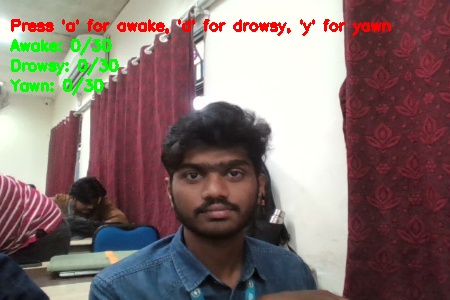 Press 'a' for awake, 'd' for drowsy, 'y' for yawn
Awake: 0/30
Drowsy: 0/30
Yawn: 0/30